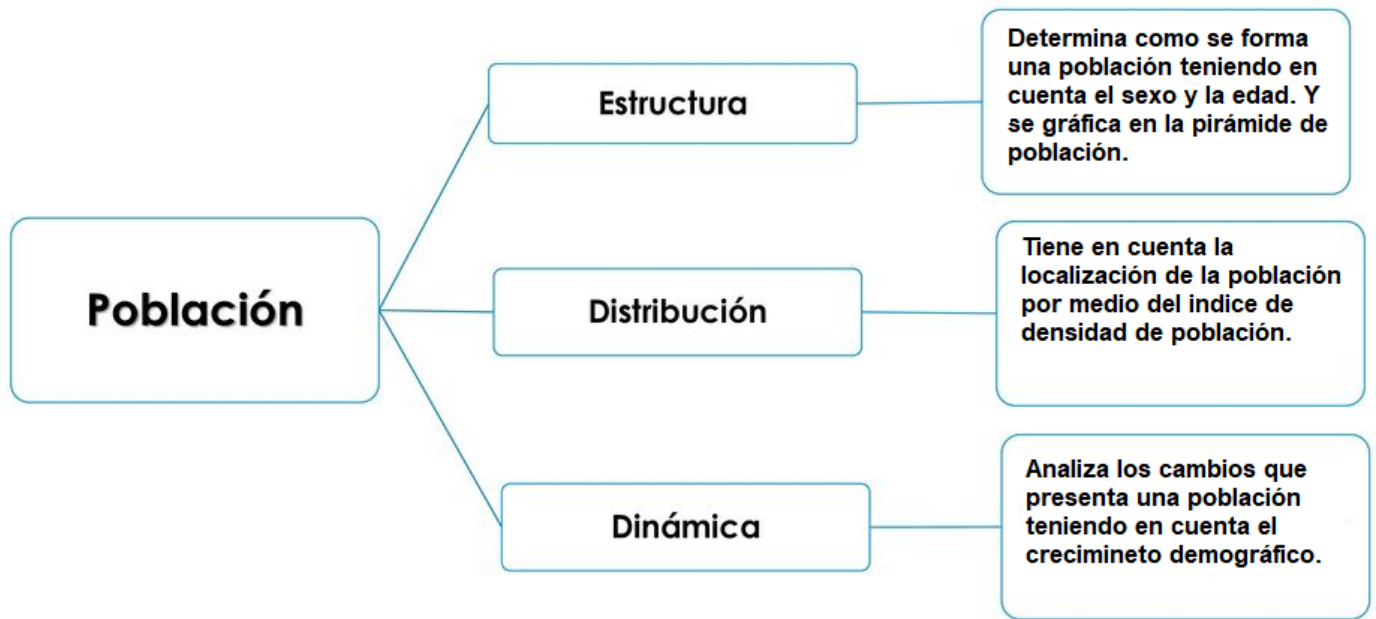 Población
Estructura
Determina como se forma
una población teniendo en
cuenta el sexo y la edad. Y
se gráfica en la pirámide de
población.
Distribución
Tiene en cuenta la
localización de la población
por medio del indice de
densidad de población.
Dinámica
Analiza los cambios que
presenta una población
teniendo en cuenta el
crecimineto demográfico.